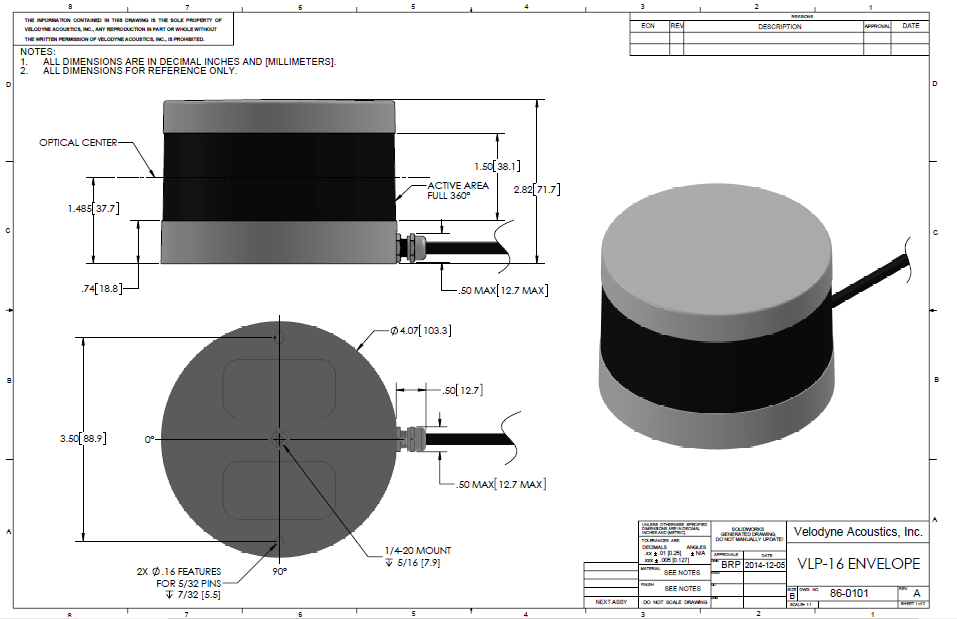 8 7 6 5 4 3 2 1
THE INFORMATION CONTAINED IN THIS DRAWING IS THE SOLE PROPERTY OF
VELODYNE ACOUSTICS, INC., ANY REPRODUCTION IN PART OR WHOLE WITHOUT
THE WRITTEN PERMISSION OF VELODYNE ACOUSTICS, INC., IS PROHIBITED.
ECN REV DESCRIPTION APPROVAL DATE
NOTES:
1. ALL DIMENSIONS ARE IN DECIMAL INCHES AND [MILLIMETERS].
2. ALL DIMENSIONS FOR REFERENCE ONLY.
D D
OPTICAL CENTER
1.50[38.1]
ACTIVE AREA
FULL 360°
2.82[71.7]
1.485[37.7]
C C
.74[18.8]
.50 MAX[12.7 MAX]
Ø4.07[103.3]
B B
.50[12.7]
3.50[88.9]
0°
.50 MAX[12.7 MAX]
A A
1/4-20 MOUNT
↧ 5/16 [7.9]
2X Ø.16 FEATURES
FOR 5/32 PINS
↧ 7/32 [5.5]
90°
UNLESS OTHERWISE SPECIFIED
DIMENSIONS ARE IN DECIMAL
INCHES AND [METRIC]
TOLERANCES ARE:
DECIMALS ANGLES
.xx ± .01 [0.25] ± N/A
.xxx ± .005 [0.127]
MATERIAL
SEE NOTES
FINISH
SEE NOTES
NEXT ASSY
DO NOT SCALE DRAWING
SOLIDWORKS
GENERATED DRAWING,
DO NOT MANUALLY UPDATE!
APPROVALS DATE
BRP 2014-12-05
Velodyne Acoustics, Inc.
VLP-16 ENVELOPE
SIZE DWG. NO. REV.
B 86-0101 A
SCALE: 1:1 SHEET 1 of 2
8 7 6 5 4 3 2 1